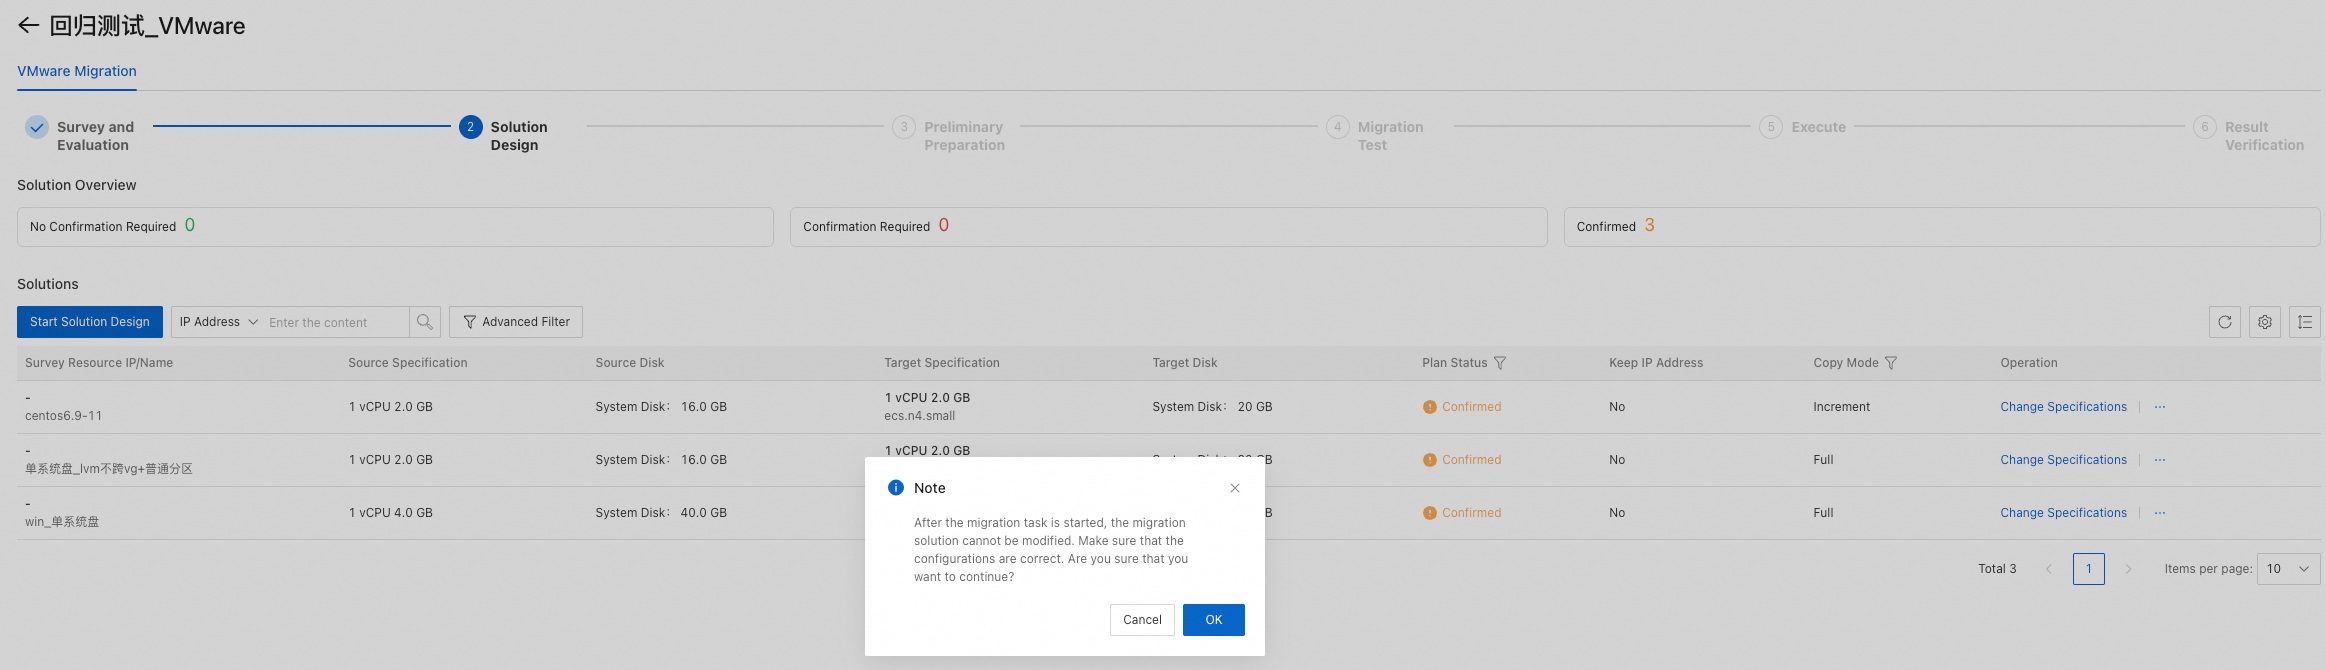 回归测试_VMware
VMware Migration
Survey and
Evaluation
2
Solution
Design
3
Preliminary
Preparation
4
Migration
Test
5
Execute
6
Result
Verification
Solution Overview
No Confirmation Required 0
Confirmation Required 0
Confirmed 3
Solutions
Start Solution Design
IP Address
Enter the content
Advanced Filter
Survey Resource IP/Name Source Specification Source Disk Target Specification Target Disk Plan Status Keep IP Address Copy Mode Operation
-
centos6.9-11
1 vCPU 2.0 GB
System Disk: 16.0 GB
1 vCPU 2.0 GB
ecs.n4.small
System Disk: 20 GB
Confirmed
No
Increment
Change Specifications
...
-
单系统盘_lvm不跨vg+普通分区
1 vCPU 2.0 GB
System Disk: 16.0 GB
1 vCPU 2.0 GB
Confirmed
No
Full
Change Specifications
...
-
win_单系统盘
1 vCPU 4.0 GB
System Disk: 40.0 GB
Confirmed
No
Full
Change Specifications
...
Note
After the migration task is started, the migration
solution cannot be modified. Make sure that the
configurations are correct. Are you sure that you
want to continue?
Cancel
OK
Total 3
1
Items per page: 10